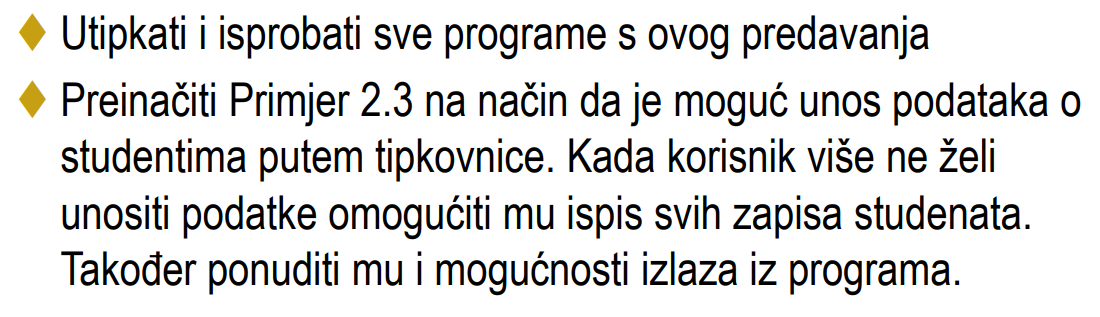 Utipkati i isprobati sve programe s ovog predavanja
Preinačiti Primjer 2.3 na način da je moguć unos podataka o
studentima putem tipkovnice. Kada korisnik više ne želi
unositi podatke omogućiti mu ispis svih zapisa studenata.
Također ponuditi mu i mogućnosti izlaza iz programa.